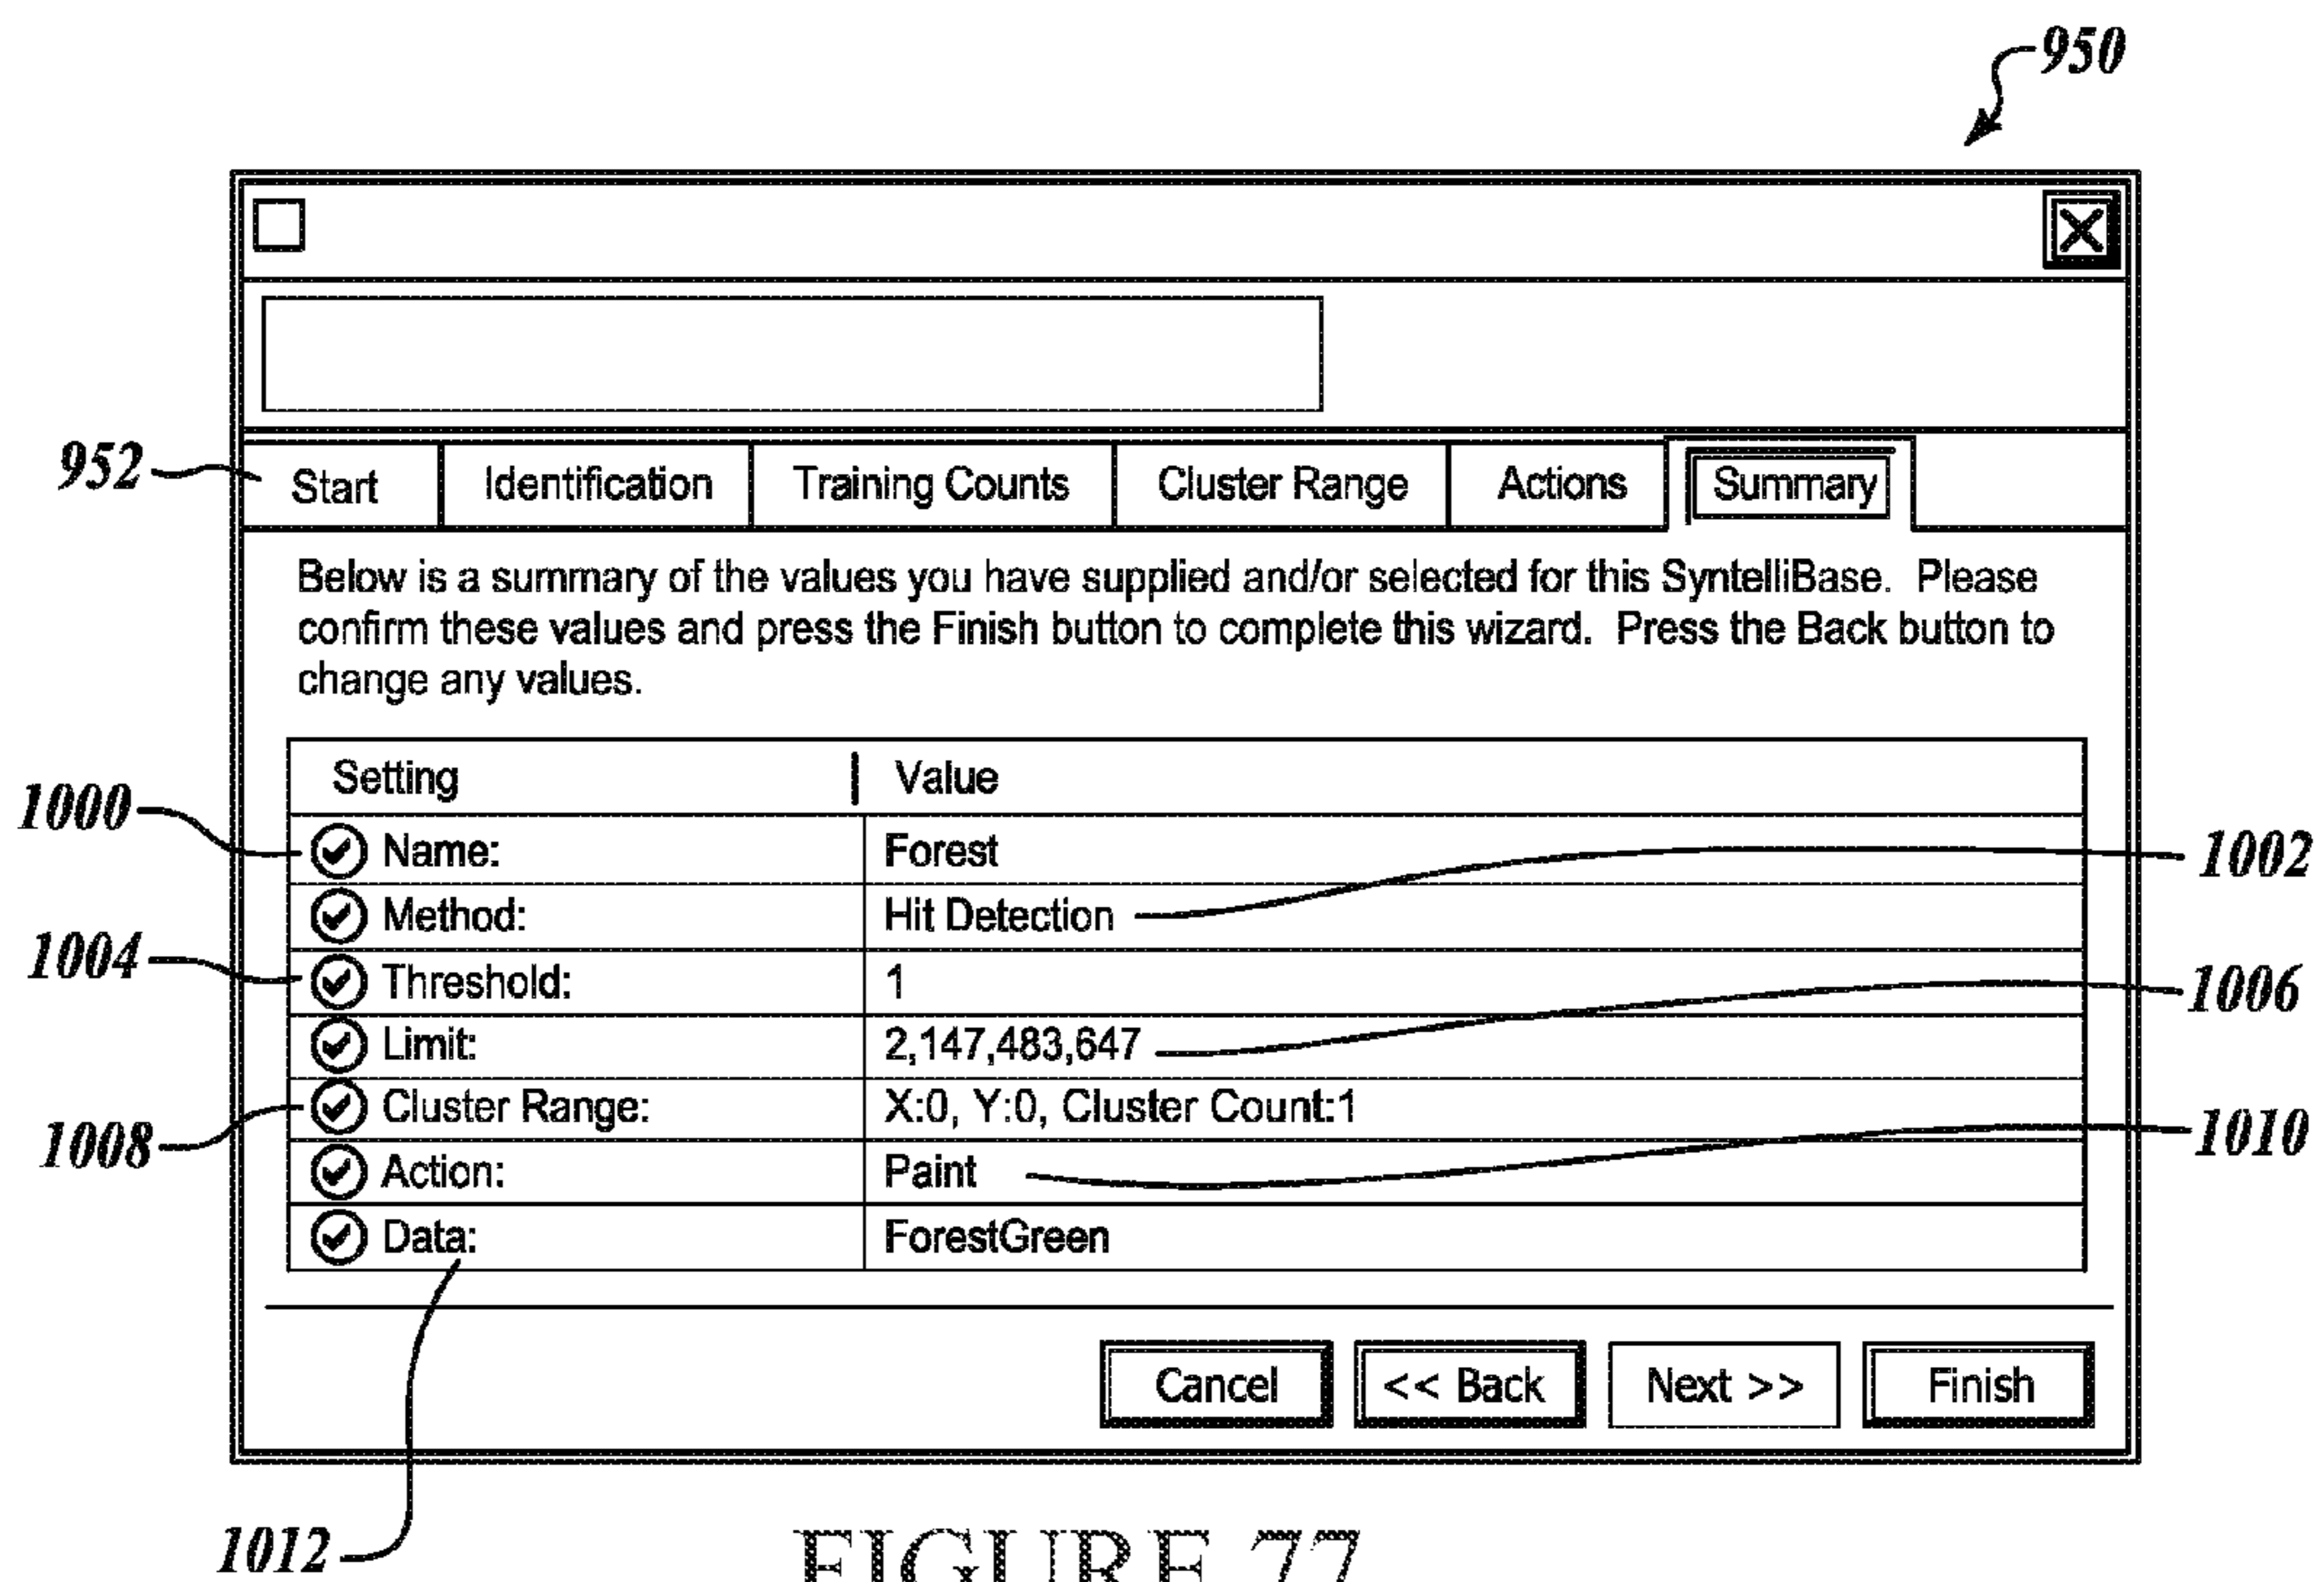 950
952
Start Identification Training Counts Cluster Range Actions Summary
Below is a summary of the values you have supplied and/or selected for this SyntelliBase. Please
confirm these values and press the Finish button to complete this wizard. Press the Back button to
change any values.
Setting Value
1000
Name: Forest
1002
Method: Hit Detection
1004
Threshold: 1
1006
Limit: 2,147,483,647
1008
Cluster Range: X:0, Y:0, Cluster Count:1
1010
Action: Paint
Data: ForestGreen
Cancel << Back Next >> Finish
1012
FIGURE 77